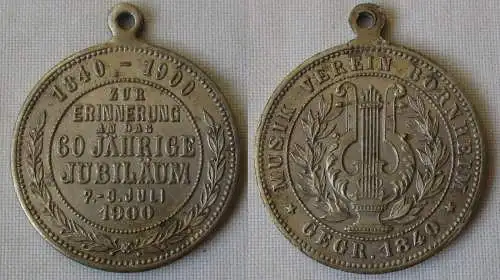 1840 - 1900
ZUR
ERINNERUNG
AN DAS
60 JÄHRIGE
JUBILÄUM
7.-9. JULI
1900
MUSIK VEREIN BORNHEIM
* GEGR. 1840 *